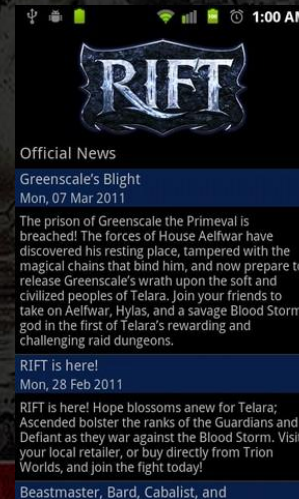 1:00 AM
RIFT
Official News
Greenscale's Blight
Mon, 07 Mar 2011
The prison of Greenscale the Primeval is
breached! The forces of House Aelfwar have
discovered his resting place, tampered with the
magical chains that bind him, and now prepare to
release Greenscale's wrath upon the soft and
civilized peoples of Telara. Join your friends to
take on Aelfwar, Hylas, and a savage Blood Storm
god in the first of Telara's rewarding and
challenging raid dungeons.
RIFT is here!
Mon, 28 Feb 2011
RIFT is here! Hope blossoms anew for Telara;
Ascended bolster the ranks of the Guardians and
Defiant as they war against the Blood Storm. Visit
your local retailer, or buy directly from Trion
Worlds, and join the fight today!
Beastmaster, Bard, Cabalist, and